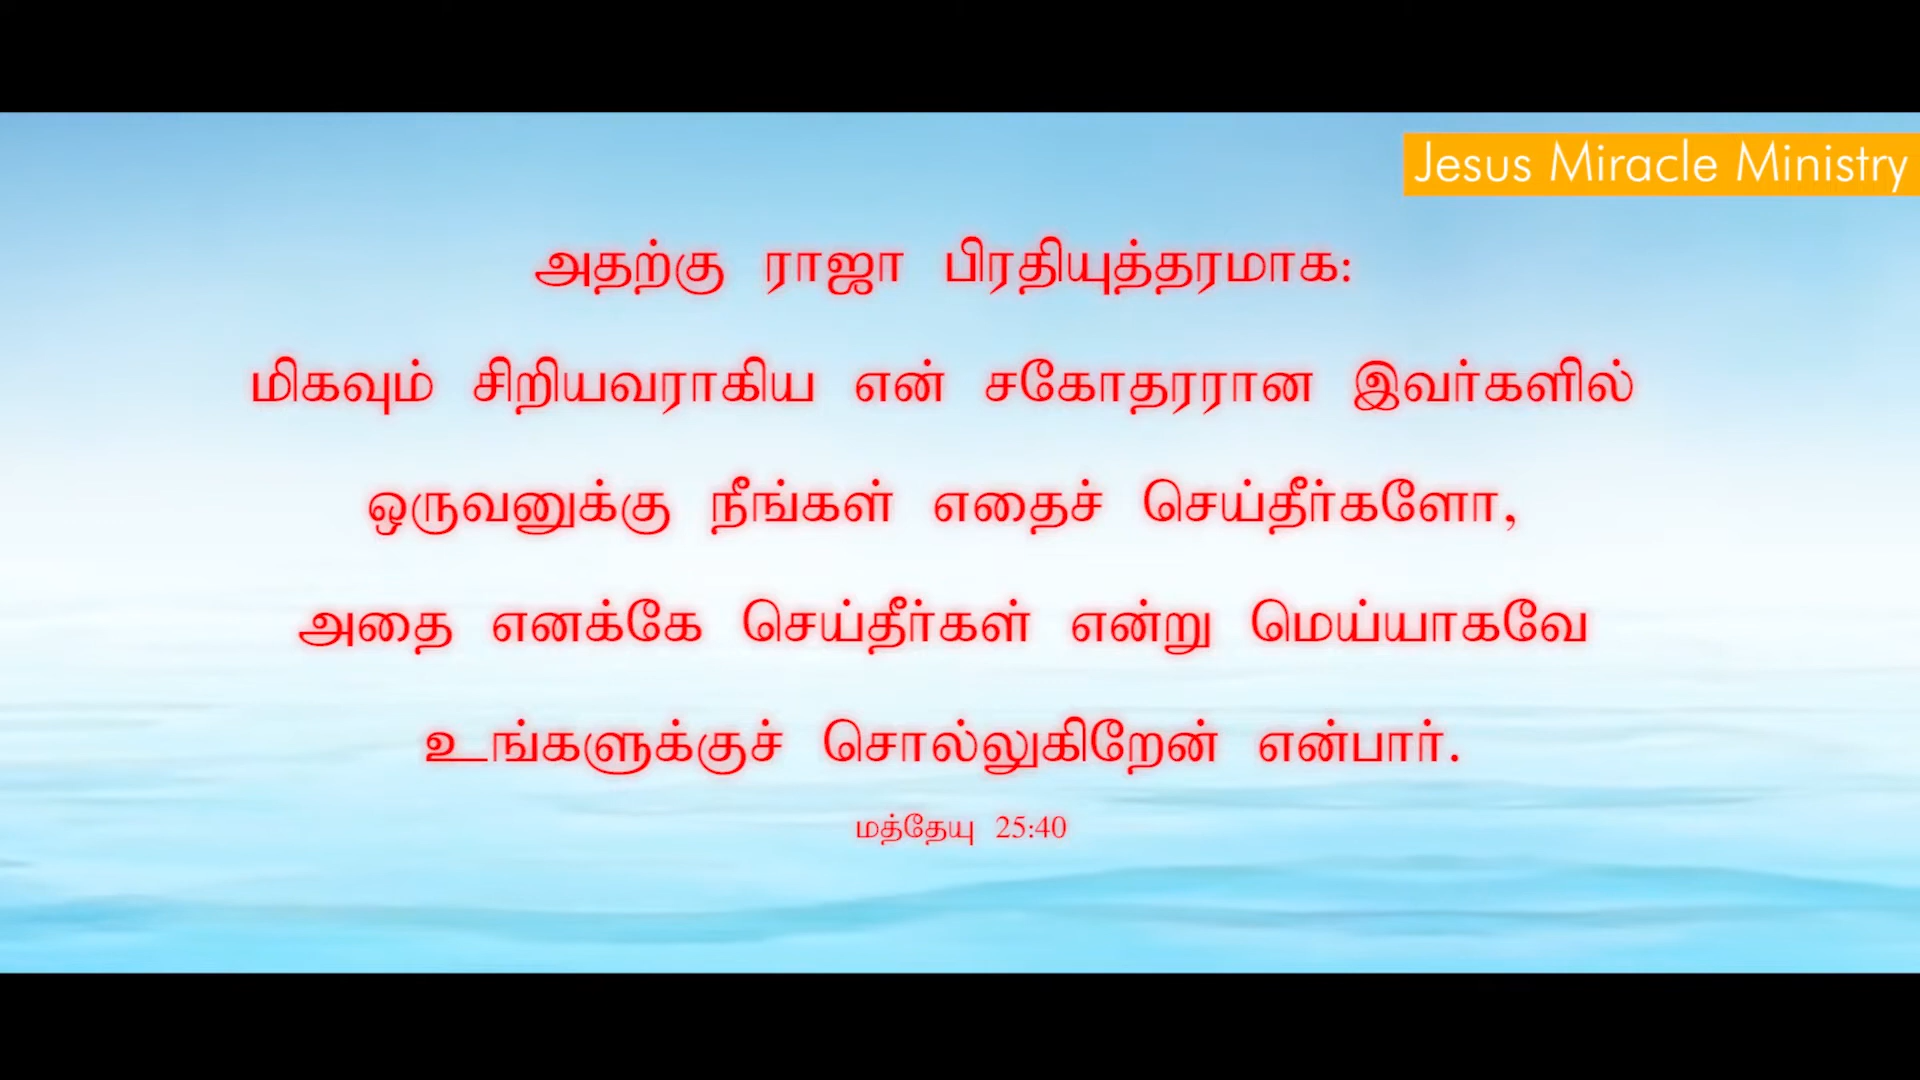 Jesus Miracle Ministry
அதற்கு ராஜா பிரதியுத்தரமாக:
மிகவும் சிறியவராகிய என் சகோதரரான இவர்களில்
ஒருவனுக்கு நீங்கள் எதைச் செய்தீர்களோ,
அதை எனக்கே செய்தீர்கள் என்று மெய்யாகவே
உங்களுக்குச் சொல்லுகிறேன் என்பார்.
மத்தேயு 25:40